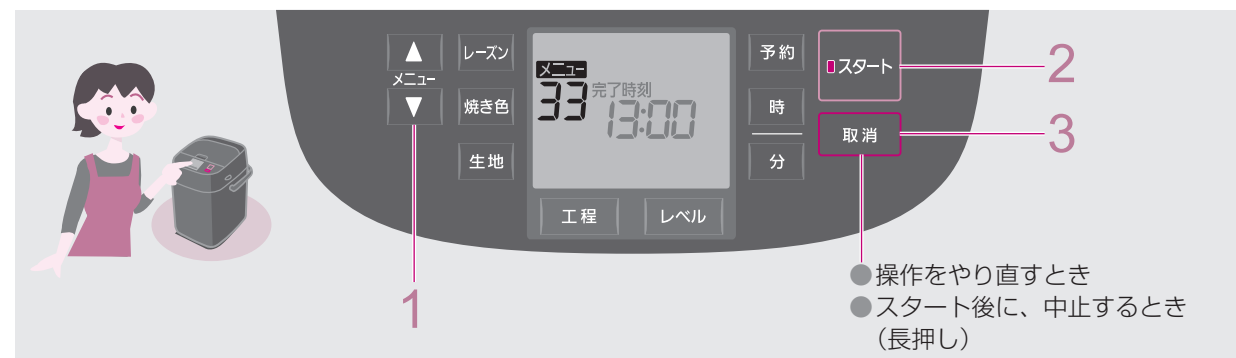 ▲
メニュー
▼
レーズン
焼き色
生地
メニュー
33
完了時刻
13:00
工程
レベル
予約
時
分
スタート
取消
1
2
3
●操作をやり直すとき
●スタート後に、中止するとき
（長押し）